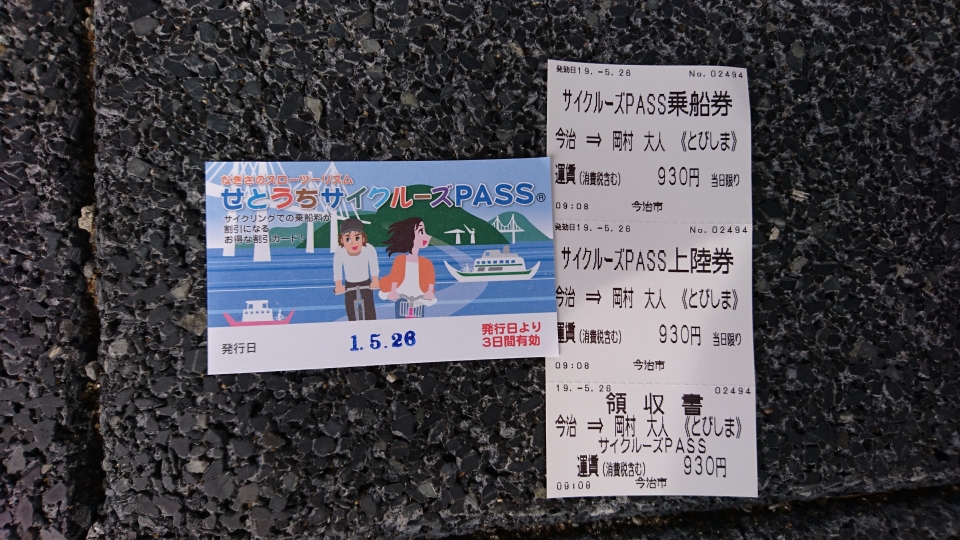 なぎさのスローツーリズム
せとうちサイクルーズPASS®
サイクリングでの乗船料が
割引になる
お得な割引カード！
発行日
1.5.26
発行日より
3日間有効
発効日19.-5.26 No.02494
サイクルーズPASS乗船券
今治 ⇒ 岡村 大人 《とびしま》
運賃(消費税含む) 930円 当日限り
09:08 今治市
発効日19.-5.26 No.02494
サイクルーズPASS上陸券
今治 ⇒ 岡村 大人 《とびしま》
運賃(消費税含む) 930円 当日限り
09:08 今治市
19.-5.26 02494
領収書
今治 ⇒ 岡村 大人 《とびしま》
サイクルーズPASS
運賃(消費税含む) 930円
09:08 今治市